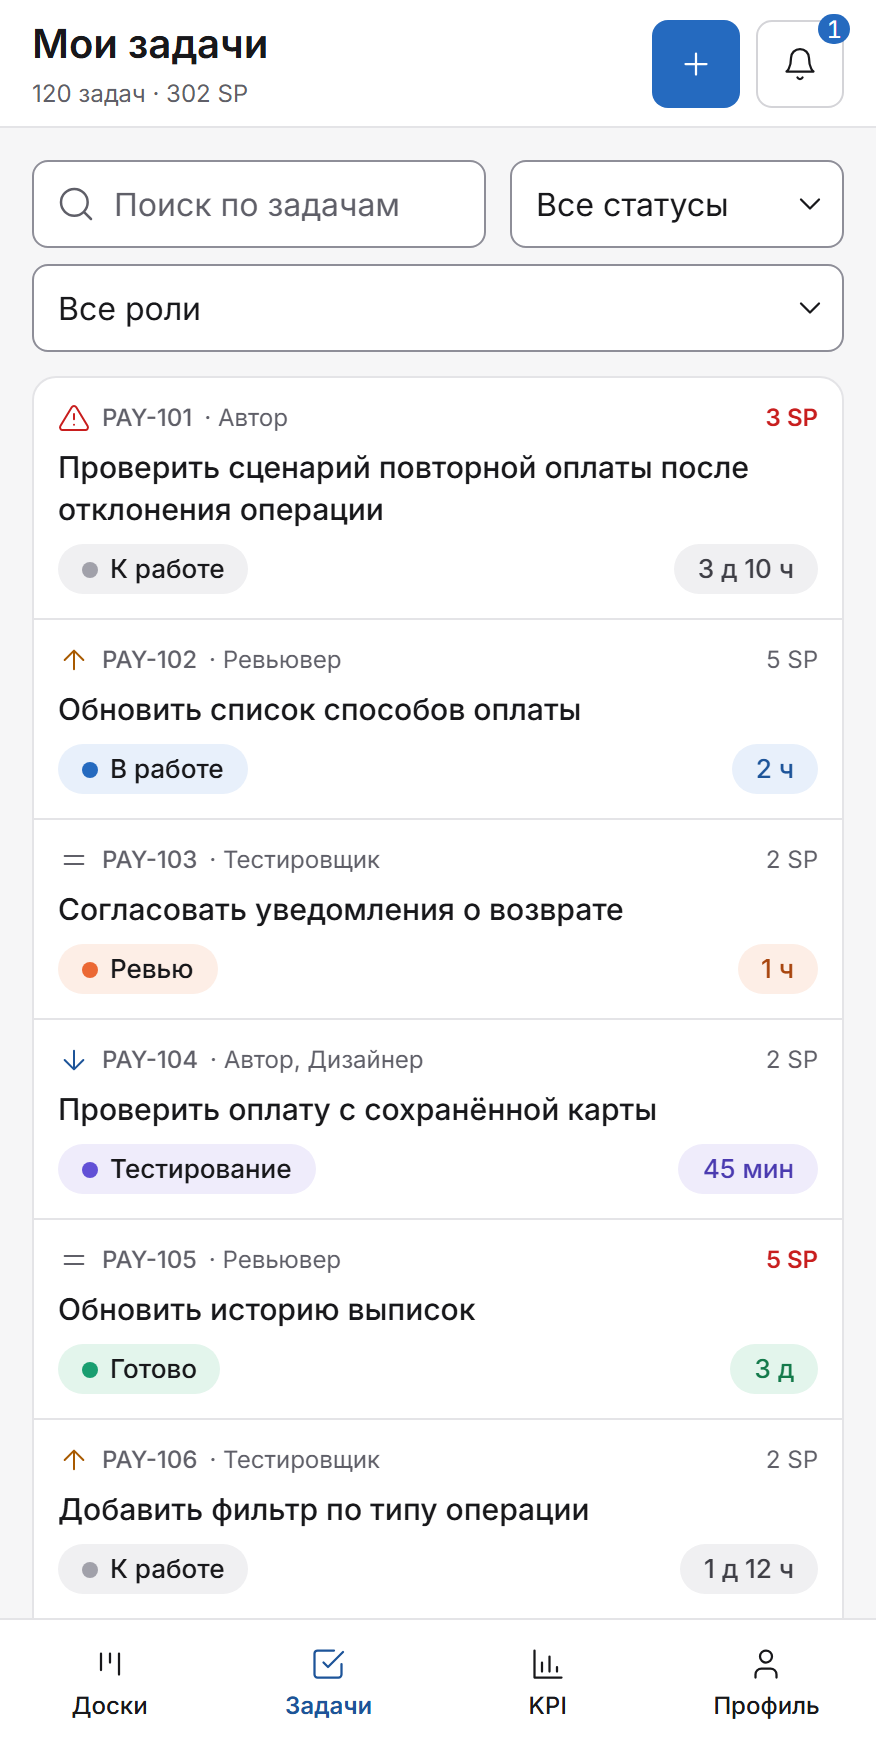 Мои задачи
120 задач · 302 SP
1
Поиск по задачам
Все статусы
Все роли
PAY-101 · Автор
3 SP
Проверить сценарий повторной оплаты после
отклонения операции
К работе
3 д 10 ч
PAY-102 · Ревьювер
5 SP
Обновить список способов оплаты
В работе
2 ч
PAY-103 · Тестировщик
2 SP
Согласовать уведомления о возврате
Ревью
1 ч
PAY-104 · Автор, Дизайнер
2 SP
Проверить оплату с сохранённой карты
Тестирование
45 мин
PAY-105 · Ревьювер
5 SP
Обновить историю выписок
Готово
3 д
PAY-106 · Тестировщик
2 SP
Добавить фильтр по типу операции
К работе
1 д 12 ч
Доски
Задачи
KPI
Профиль